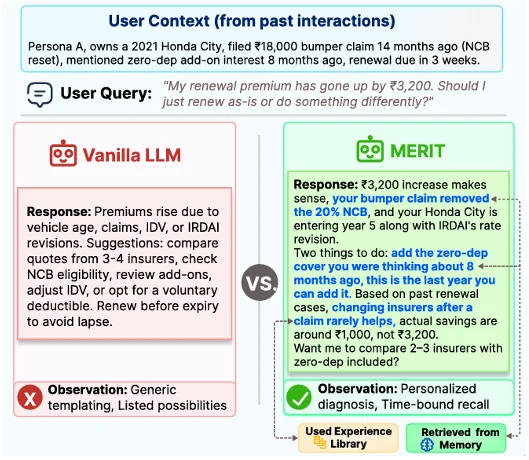 User Context (from past interactions)
Persona A, owns a 2021 Honda City, filed ₹18,000 bumper claim 14 months ago (NCB
reset), mentioned zero-dep add-on interest 8 months ago, renewal due in 3 weeks.
User Query: "My renewal premium has gone up by ₹3,200. Should I
just renew as-is or do something differently?"
Vanilla LLM
Response: Premiums rise due to
vehicle age, claims, IDV, or IRDAI
revisions. Suggestions: compare
quotes from 3-4 insurers, check
NCB eligibility, review add-ons,
adjust IDV, or opt for a voluntary
deductible. Renew before expiry
to avoid lapse.
X Observation: Generic
templating, Listed possibilities
VS.
MERIT
Response: ₹3,200 increase makes
sense, your bumper claim removed
the 20% NCB, and your Honda City is
entering year 5 along with IRDAI's rate
revision.
Two things to do: add the zero-dep
cover you were thinking about 8
months ago, this is the last year you
can add it. Based on past renewal
cases, changing insurers after a
claim rarely helps, actual savings are
around ₹1,000, not ₹3,200.
Want me to compare 2–3 insurers with
zero-dep included?
Observation: Personalized
diagnosis, Time-bound recall
Used Experience
Library
Retrieved from
Memory